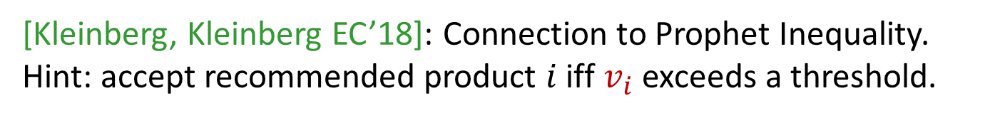 [Kleinberg, Kleinberg EC’18]: Connection to Prophet Inequality.
Hint: accept recommended product 𝑖 iff 𝑣ᵢ exceeds a threshold.